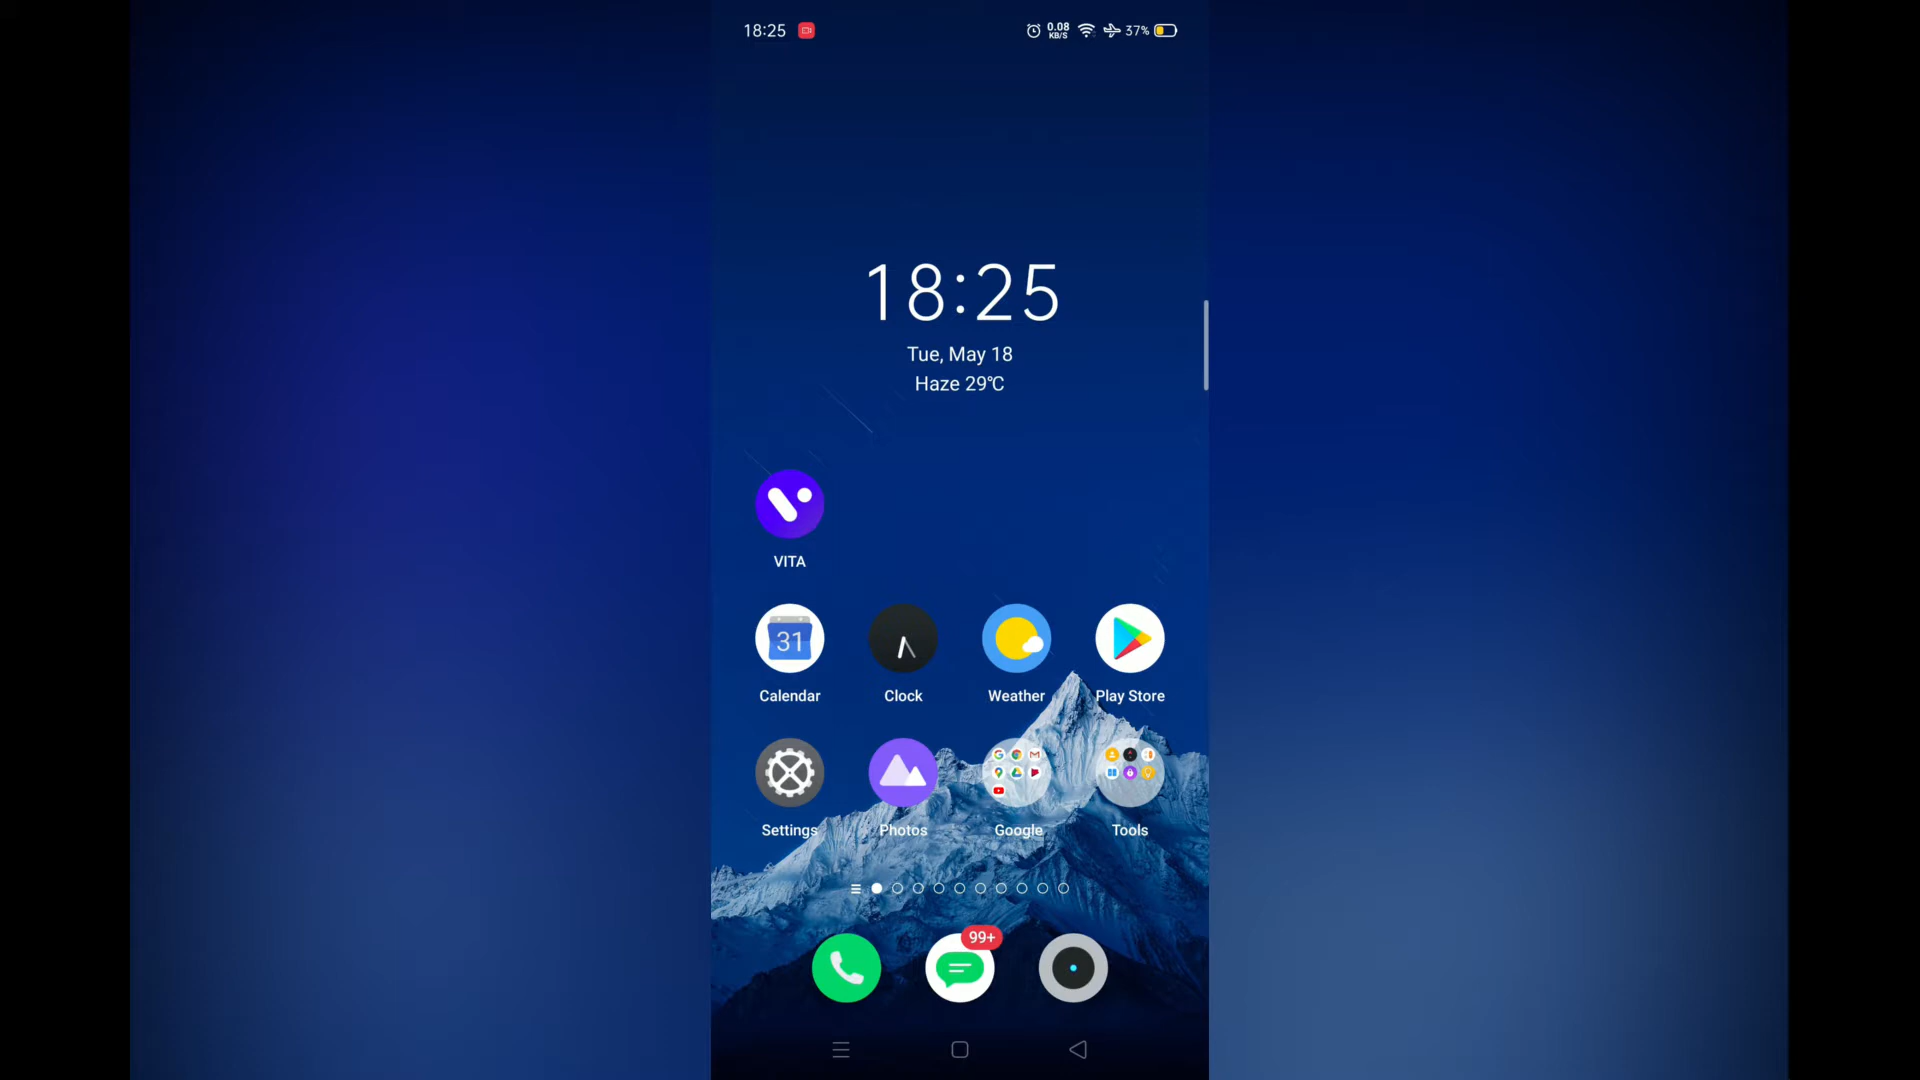 18:25
0.08
KB/S
37%
18:25
Tue, May 18
Haze 29℃
VITA
31
Calendar
Clock
Weather
Play Store
Settings
Photos
Google
Tools
99+